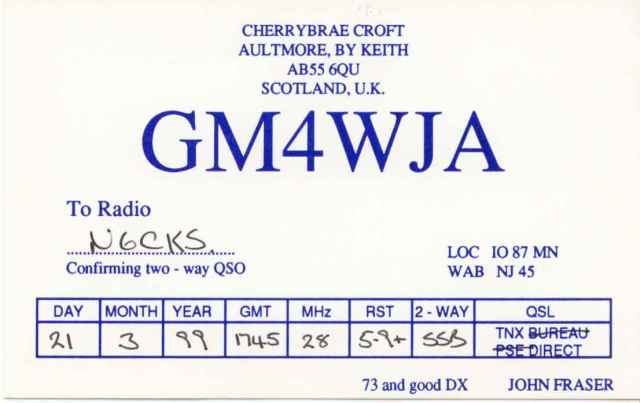 CHERRYBRAE CROFT
AULTMORE, BY KEITH
AB55 6QU
SCOTLAND, U.K.
GM4WJA
To Radio
N6CKS.
Confirming two - way QSO
LOC IO 87 MN
WAB NJ 45
DAY MONTH YEAR GMT MHz RST 2 - WAY QSL
21 3 99 1745 28 5-9+ SSB TNX BUREAU
PSE DIRECT
73 and good DX JOHN FRASER